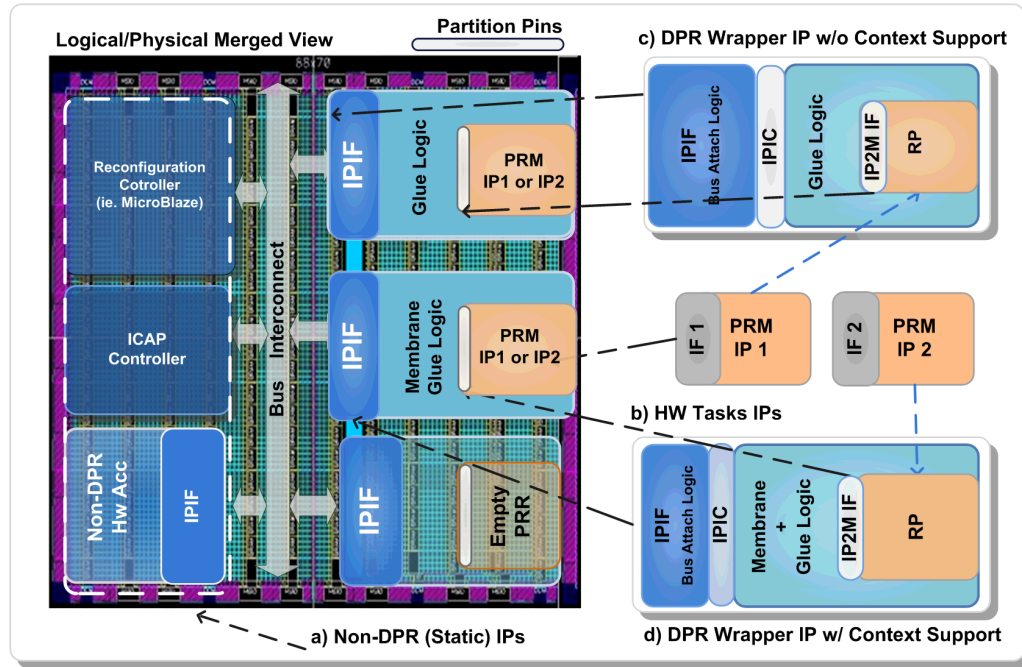 Partition Pins
Logical/Physical Merged View
c) DPR Wrapper IP w/o Context Support
88x70
Reconfiguration
Cotroller
(ie. MicroBlaze)
ICAP
Controller
Non-DPR
Hw Acc
IPIF
Bus Interconnect
IPIF
Glue Logic
PRM
IP1 or IP2
IPIF
Membrane
Glue Logic
PRM
IP1 or IP2
IPIF
Empty
PRR
a) Non-DPR (Static) IPs
IPIF
Bus Attach Logic
IPIC
Glue Logic
IP2M IF
RP
IF 1
PRM
IP 1
IF 2
PRM
IP 2
b) HW Tasks IPs
IPIF
Bus Attach Logic
IPIC
Membrane
+
Glue Logic
IP2M IF
RP
d) DPR Wrapper IP w/ Context Support